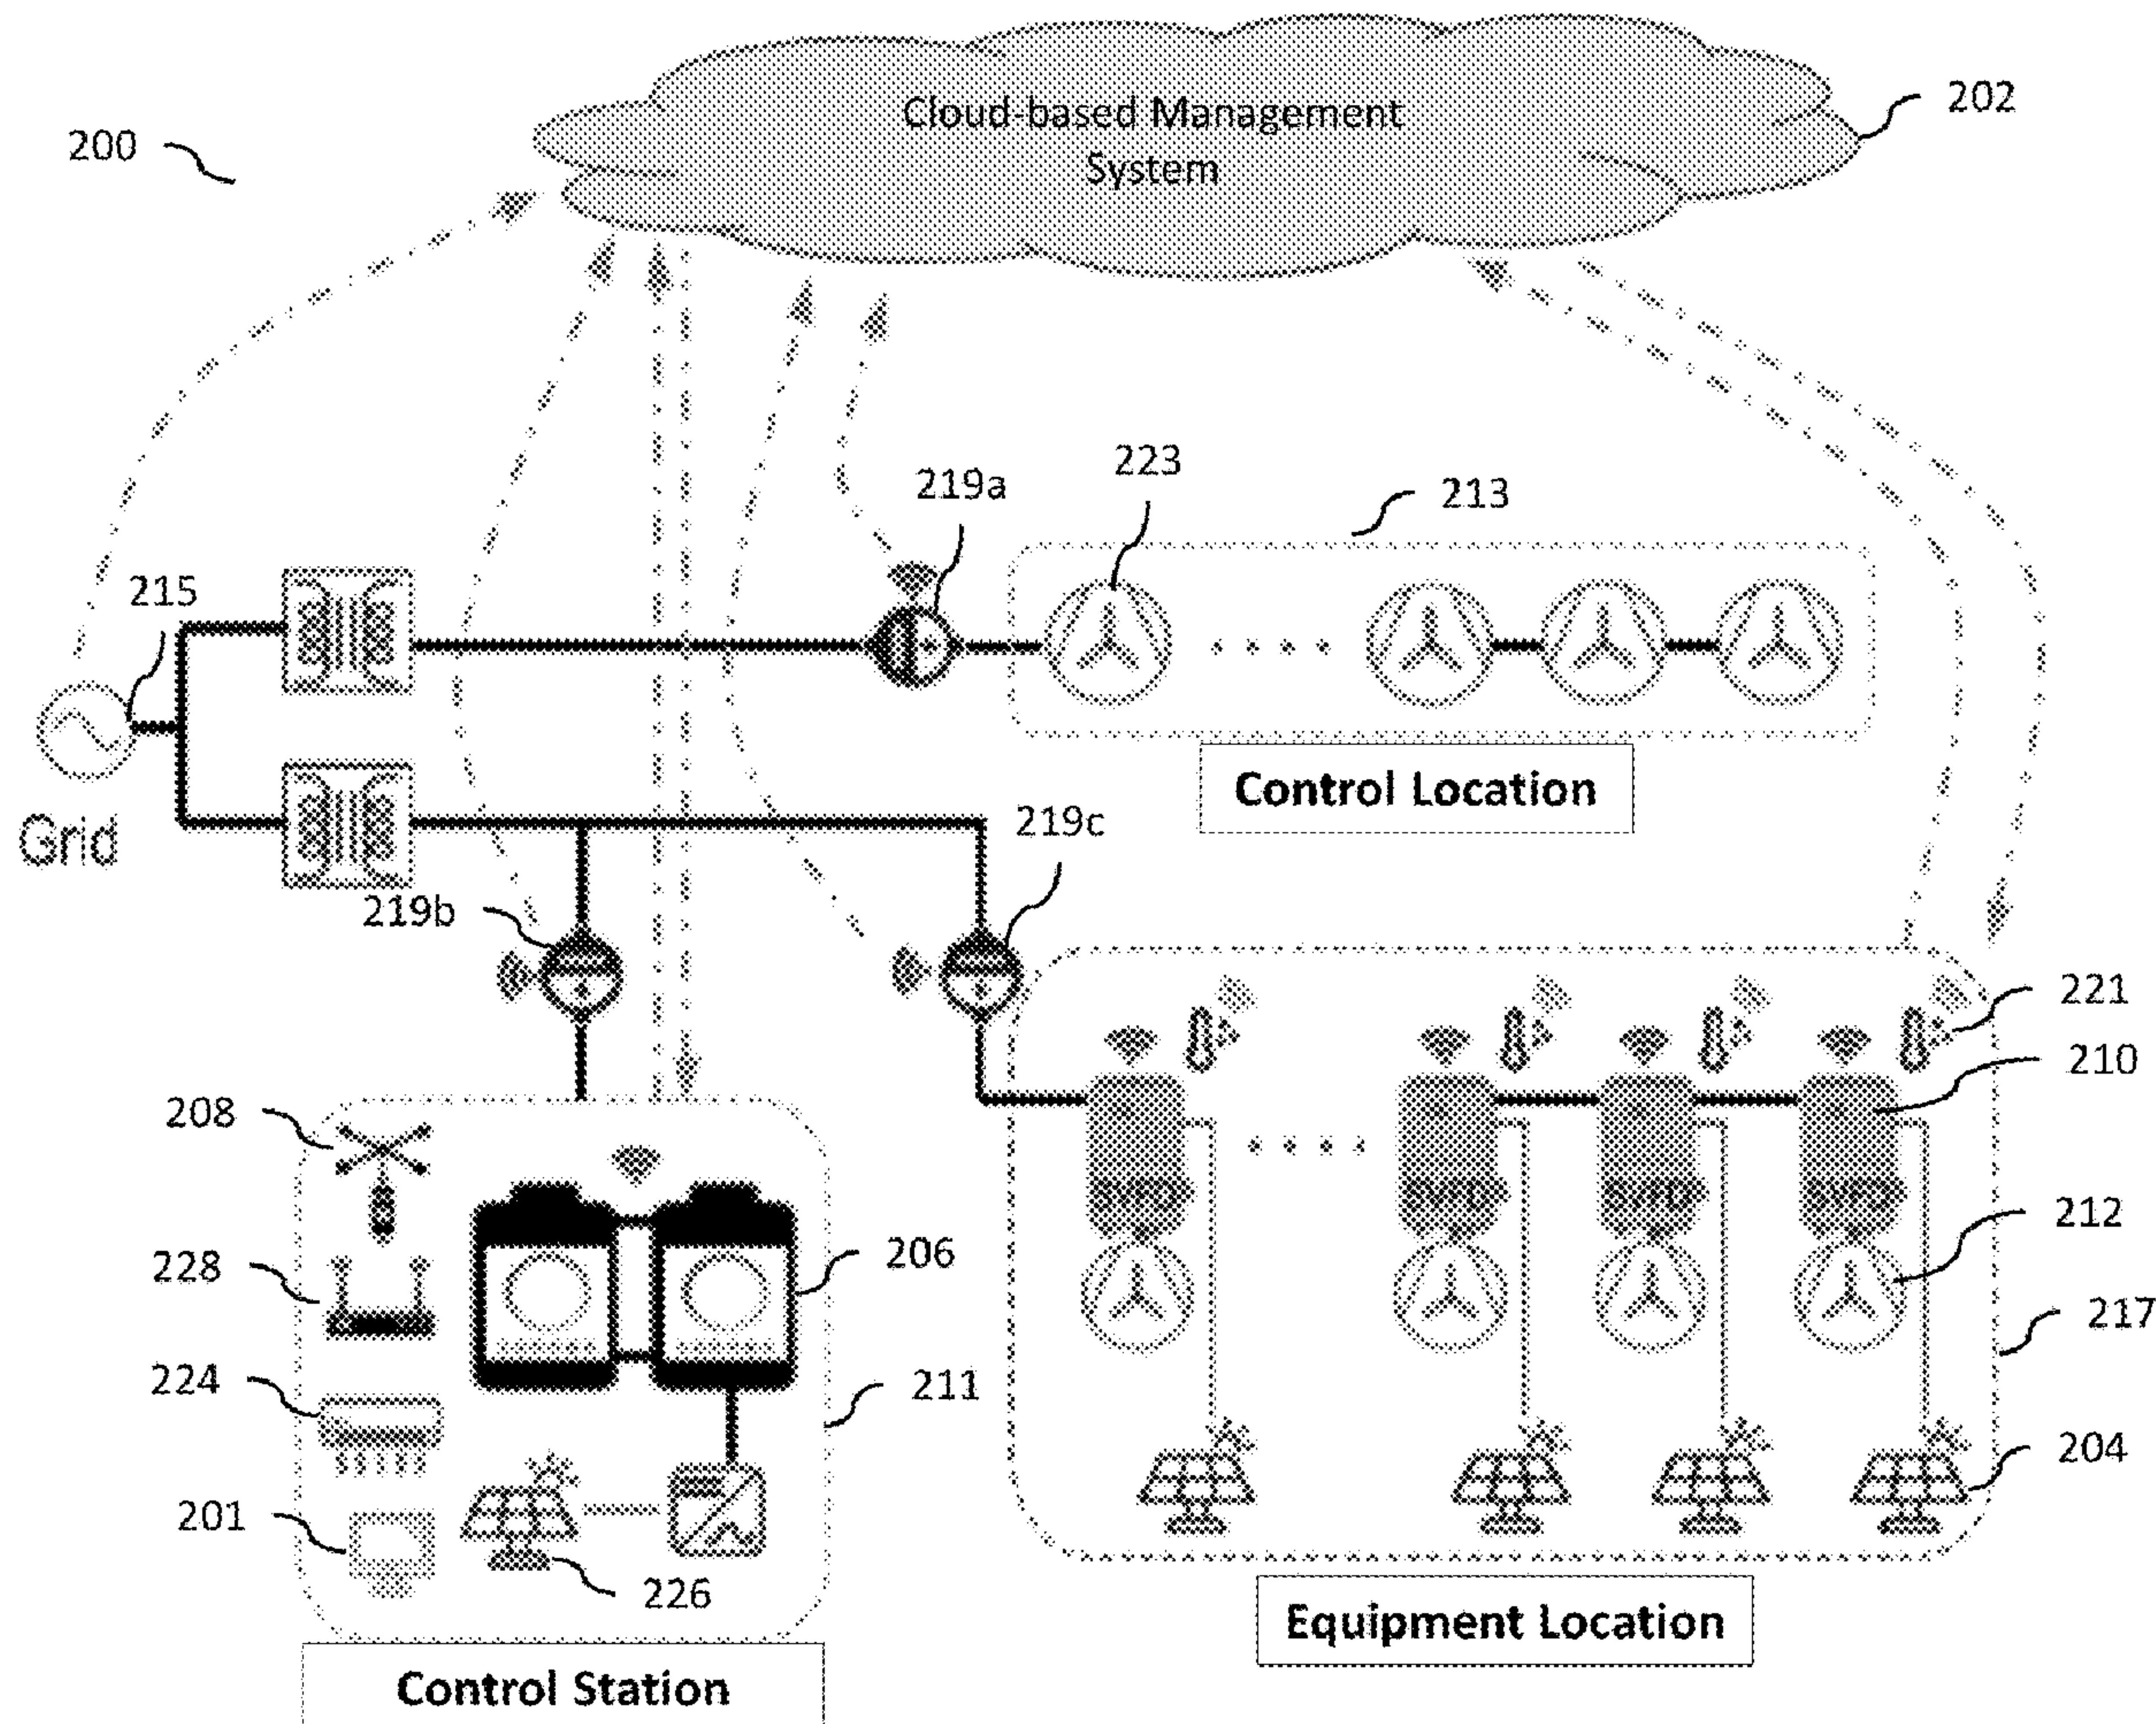 Cloud-based Management
System
202
200
223
219a
213
215
Control Location
Grid
219c
219b
221
210
208
212
206
228
217
224
211
204
201
226
Equipment Location
Control Station